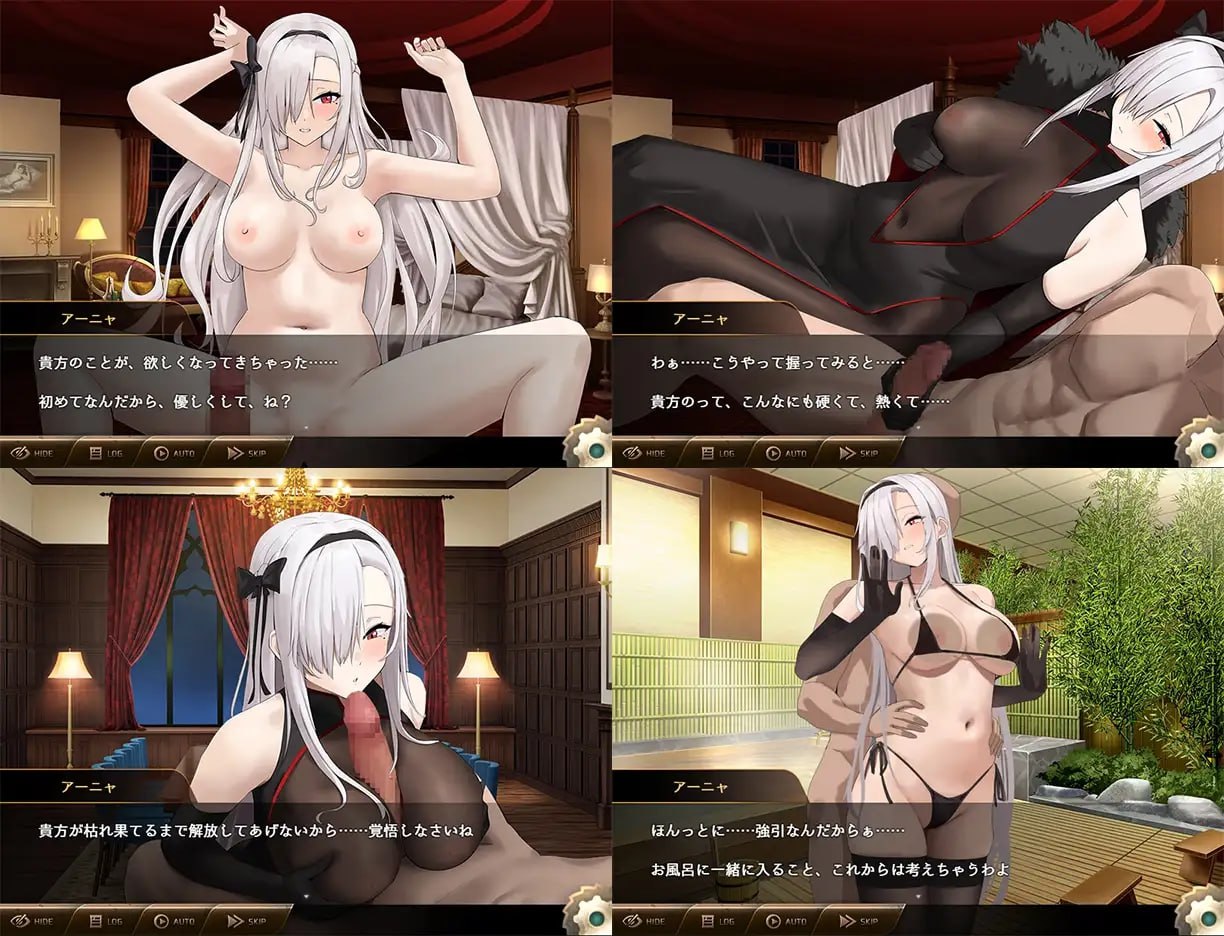 アーニャ
貴方のことが、欲しくなってきちゃった……
初めてなんだから、優しくして、ね？
HIDE
LOG
AUTO
SKIP
アーニャ
わぁ……こうやって握ってみると……
貴方のって、こんなにも硬くて、熱くて……
HIDE
LOG
AUTO
SKIP
アーニャ
貴方が枯れ果てるまで解放してあげないから……覚悟しなさいね
HIDE
LOG
AUTO
SKIP
アーニャ
ほんっとに……強引なんだからぁ……
お風呂に一緒に入ること、これからは考えちゃうわよ
HIDE
LOG
AUTO
SKIP